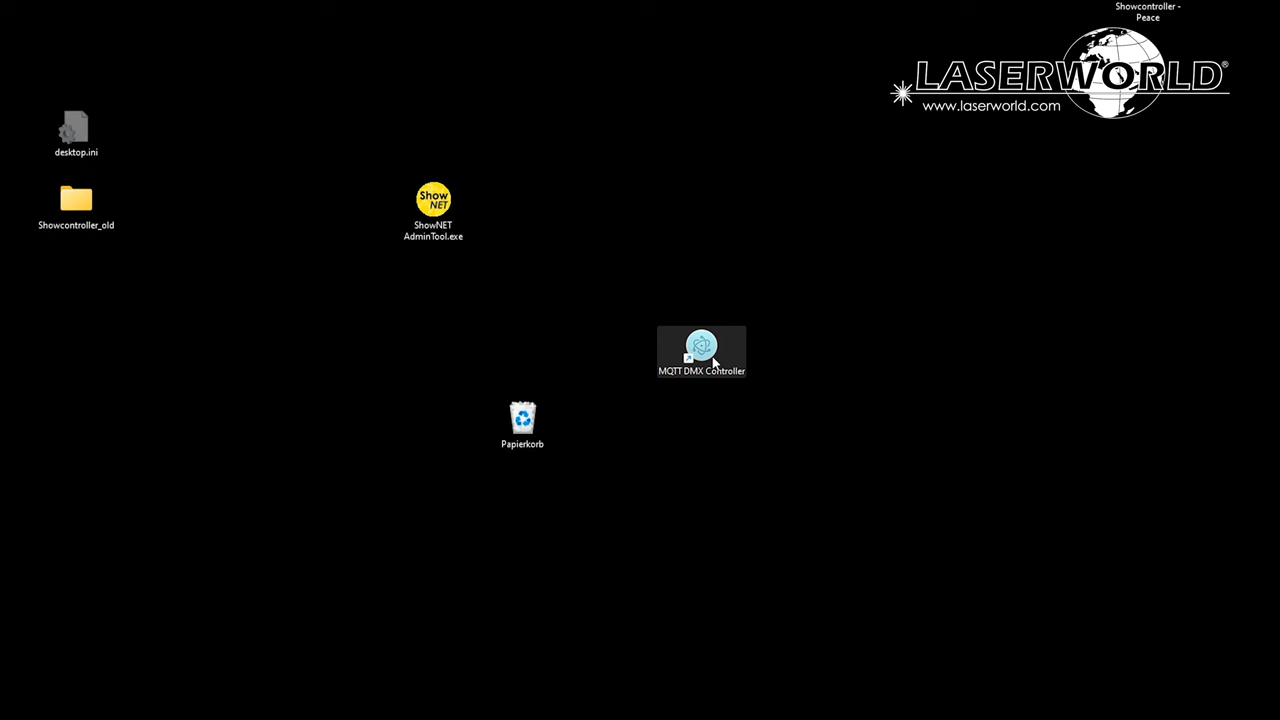 Showcontroller -
Peace
LASERWORLD®
www.laserworld.com
desktop.ini
Showcontroller_old
Show
NET
ShowNET
AdminTool.exe
MQTT DMX Controller
Papierkorb